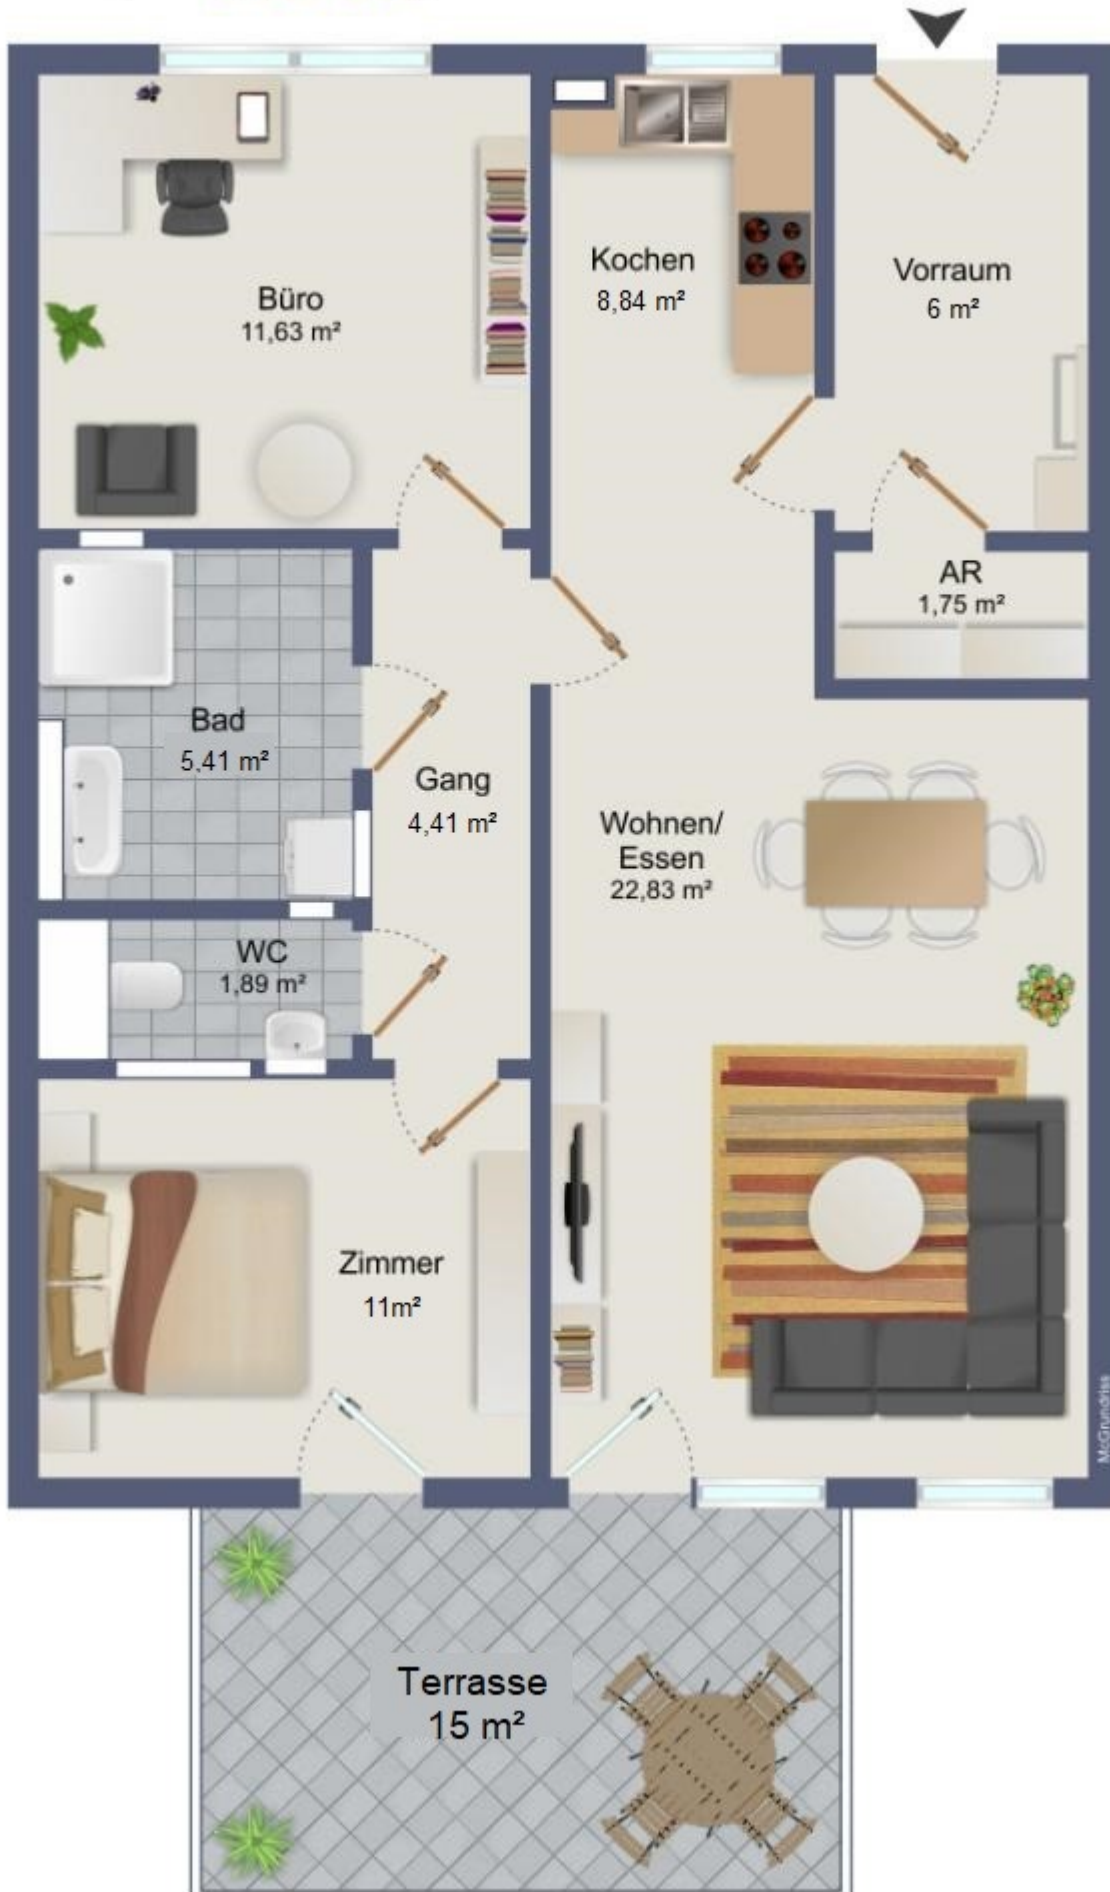 Büro
11,63 m²
Kochen
8,84 m²
Vorraum
6 m²
AR
1,75 m²
Bad
5,41 m²
Gang
4,41 m²
Wohnen/
Essen
22,83 m²
WC
1,89 m²
Zimmer
11m²
McGrundriss
Terrasse
15 m²